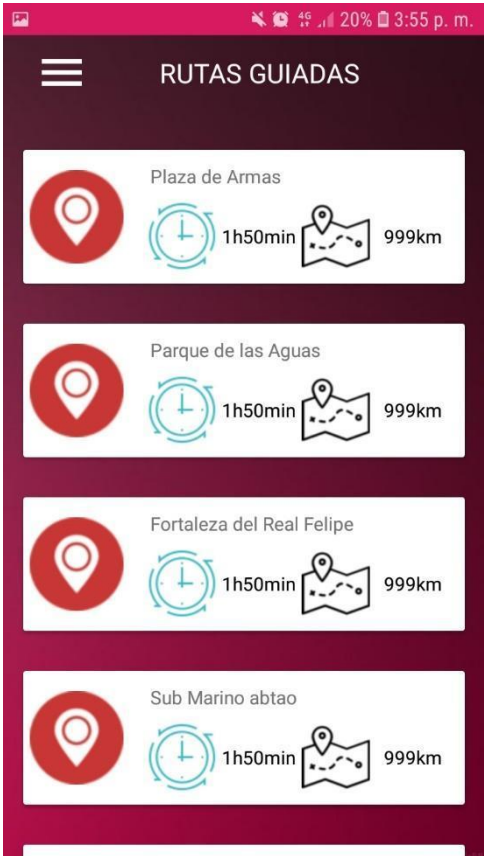 4G 20% 3:55 p. m.
RUTAS GUIADAS
Plaza de Armas
1h50min 999km
Parque de las Aguas
1h50min 999km
Fortaleza del Real Felipe
1h50min 999km
Sub Marino abtao
1h50min 999km